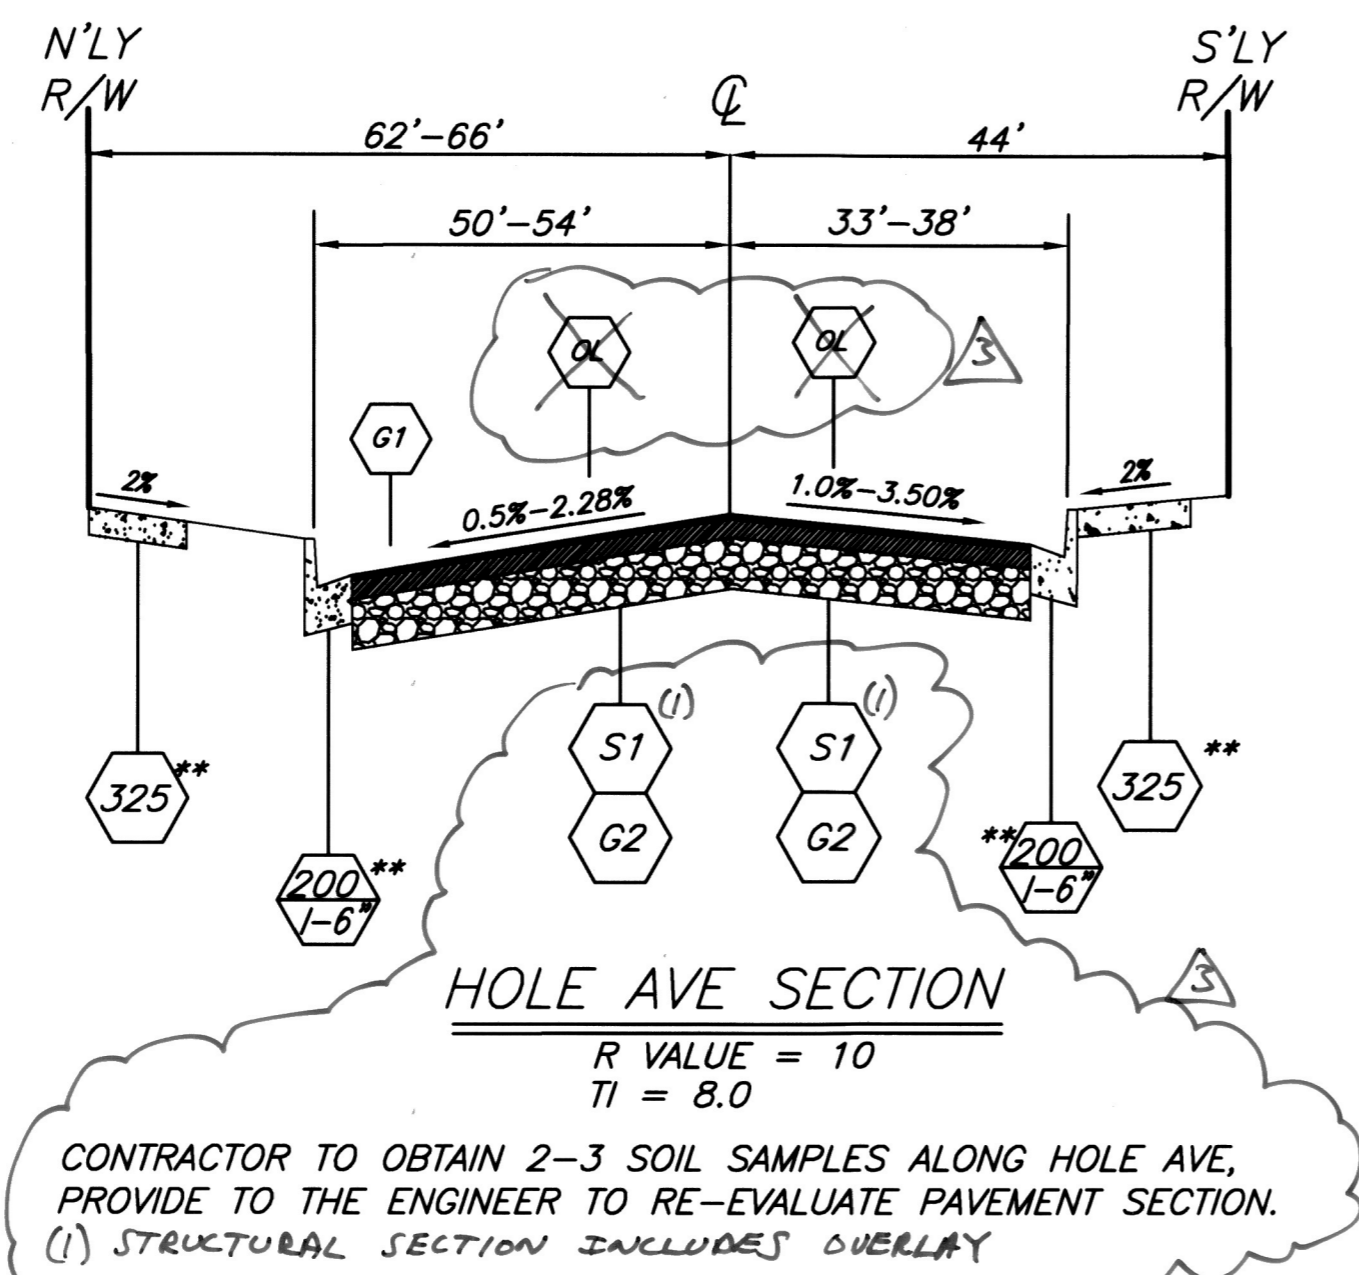 N'LY
R/W
S'LY
R/W
℄
62'-66'
44'
50'-54'
33'-38'
OL
OL
3
G1
2%
0.5%-2.28%
1.0%-3.50%
2%
(1)
(1)
S1
S1
G2
G2
325**
325**
200**
1-6"
**200
1-6"
3
HOLE AVE SECTION
R VALUE = 10
TI = 8.0
CONTRACTOR TO OBTAIN 2-3 SOIL SAMPLES ALONG HOLE AVE,
PROVIDE TO THE ENGINEER TO RE-EVALUATE PAVEMENT SECTION.
(1) STRUCTURAL SECTION INCLUDES OVERLAY